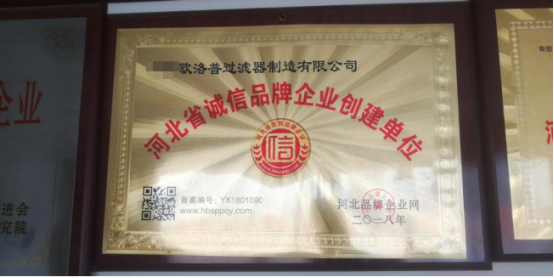 企业
进会
究院
欧洛普过滤器制造有限公司
河北省诚信品牌企业创建单位
信
备案编号：YX1801090
www.hbsppqy.com
河北品牌企业网
二〇一八年